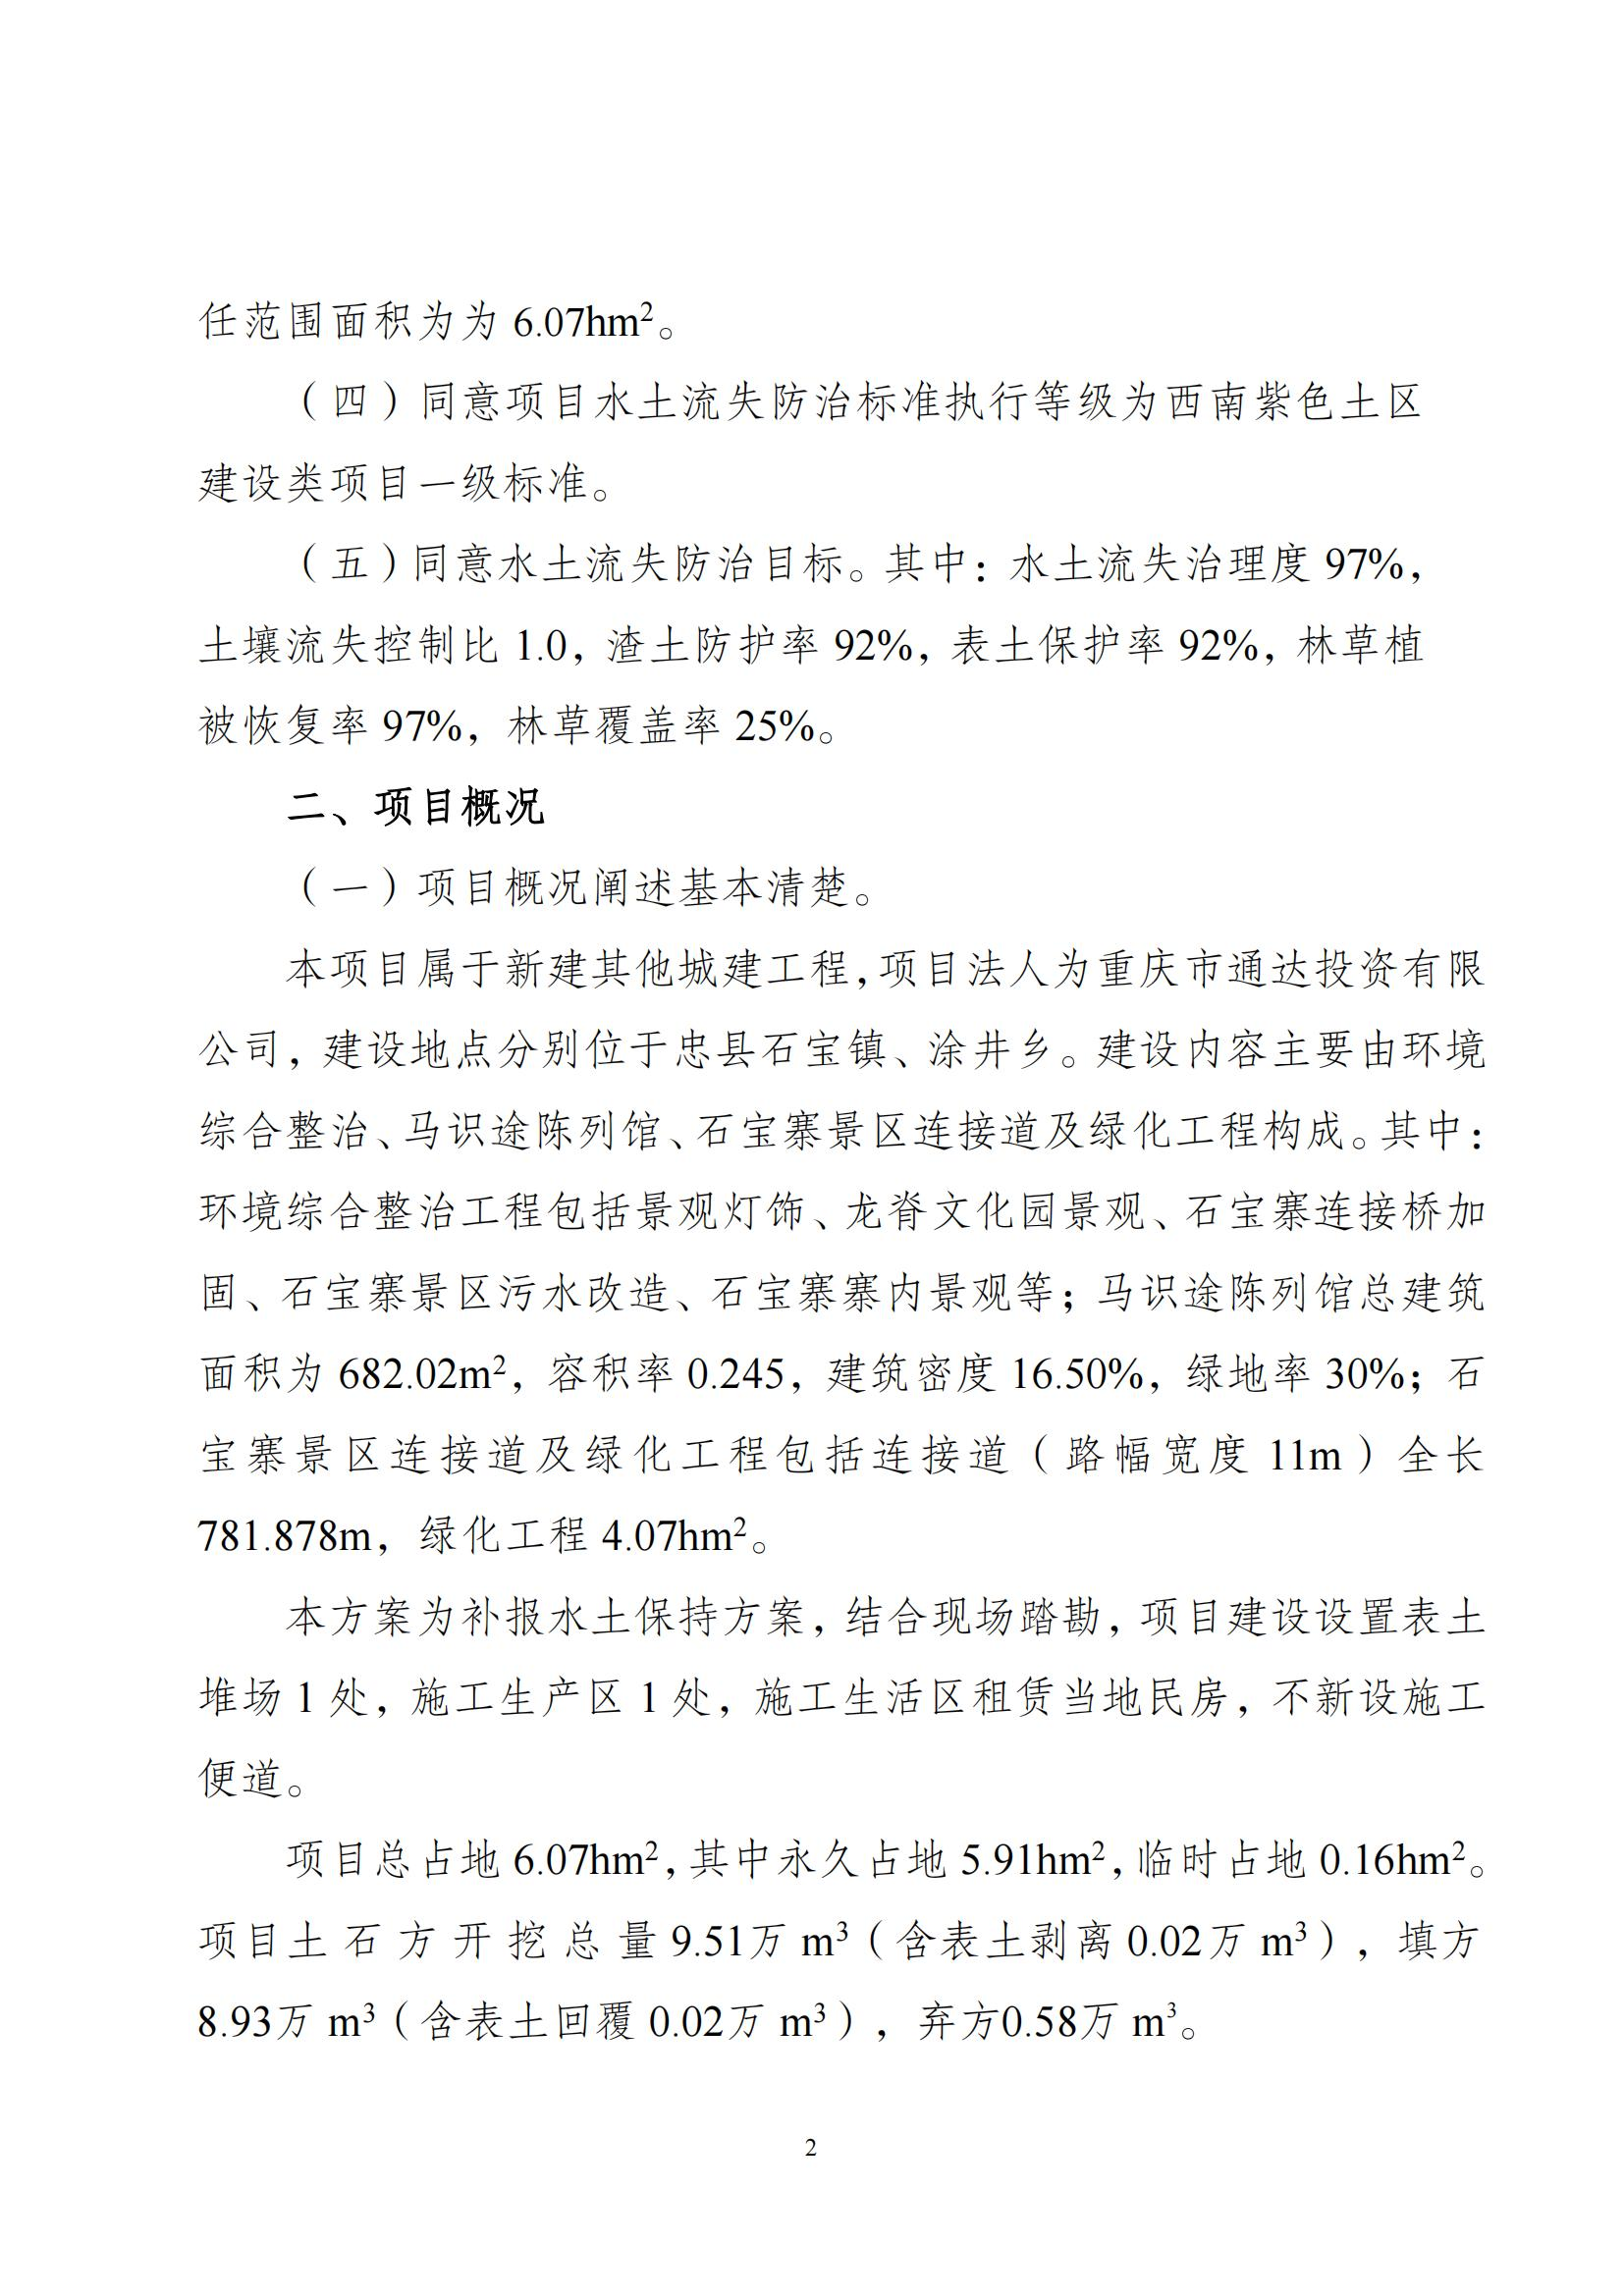 任范围面积为为 6.07hm²。
（四）同意项目水土流失防治标准执行等级为西南紫色土区
建设类项目一级标准。
（五）同意水土流失防治目标。其中：水土流失治理度 97%，
土壤流失控制比 1.0，渣土防护率 92%，表土保护率 92%，林草植
被恢复率 97%，林草覆盖率 25%。
二、项目概况
（一）项目概况阐述基本清楚。
本项目属于新建其他城建工程，项目法人为重庆市通达投资有限
公司，建设地点分别位于忠县石宝镇、涂井乡。建设内容主要由环境
综合整治、马识途陈列馆、石宝寨景区连接道及绿化工程构成。其中：
环境综合整治工程包括景观灯饰、龙脊文化园景观、石宝寨连接桥加
固、石宝寨景区污水改造、石宝寨寨内景观等；马识途陈列馆总建筑
面积为 682.02m²，容积率 0.245，建筑密度 16.50%，绿地率 30%；石
宝寨景区连接道及绿化工程包括连接道（路幅宽度 11m）全长
781.878m，绿化工程 4.07hm²。
本方案为补报水土保持方案，结合现场踏勘，项目建设设置表土
堆场 1 处，施工生产区 1 处，施工生活区租赁当地民房，不新设施工
便道。
项目总占地 6.07hm²，其中永久占地 5.91hm²，临时占地 0.16hm²。
项目土石方开挖总量 9.51万 m³（含表土剥离 0.02万 m³），填方
8.93万 m³（含表土回覆 0.02万 m³），弃方0.58万 m³。
2